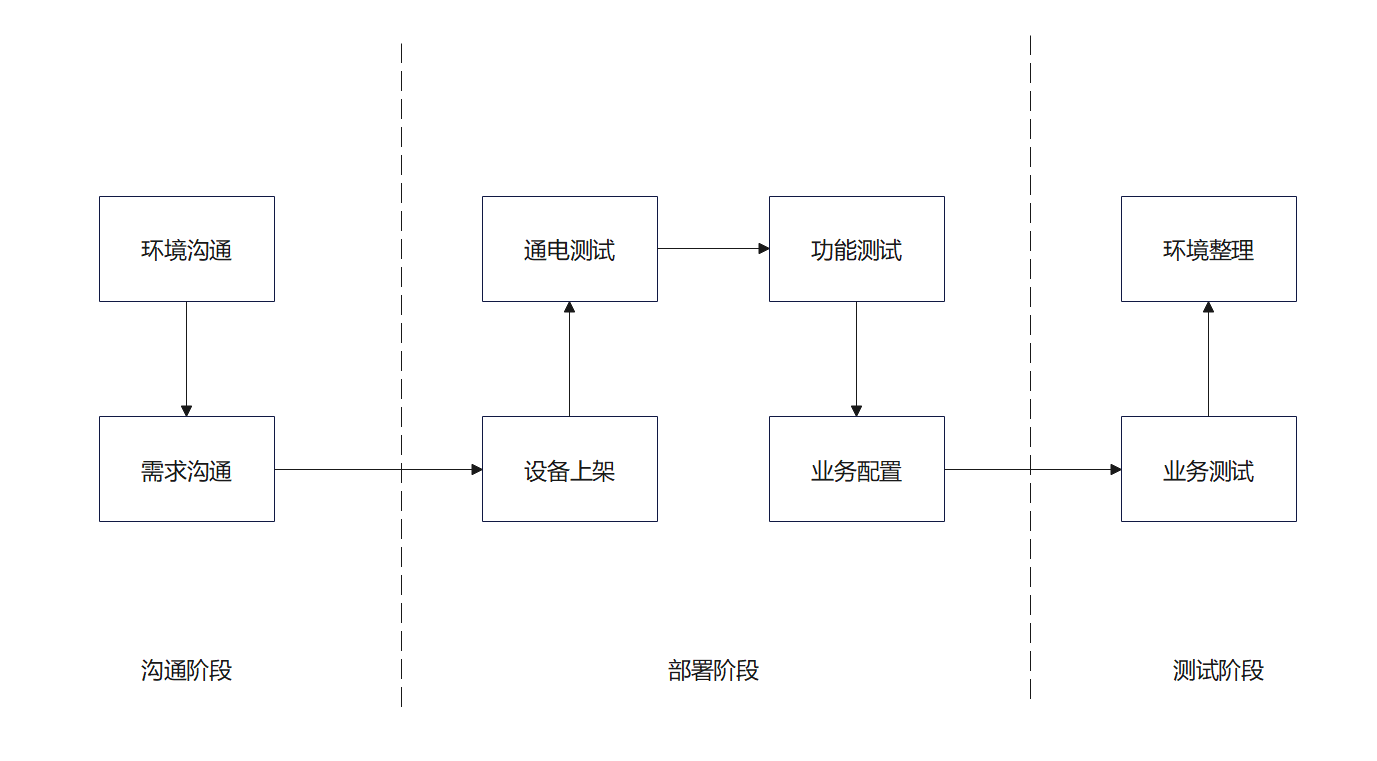 环境沟通
通电测试
功能测试
环境整理
需求沟通
设备上架
业务配置
业务测试
沟通阶段
部署阶段
测试阶段